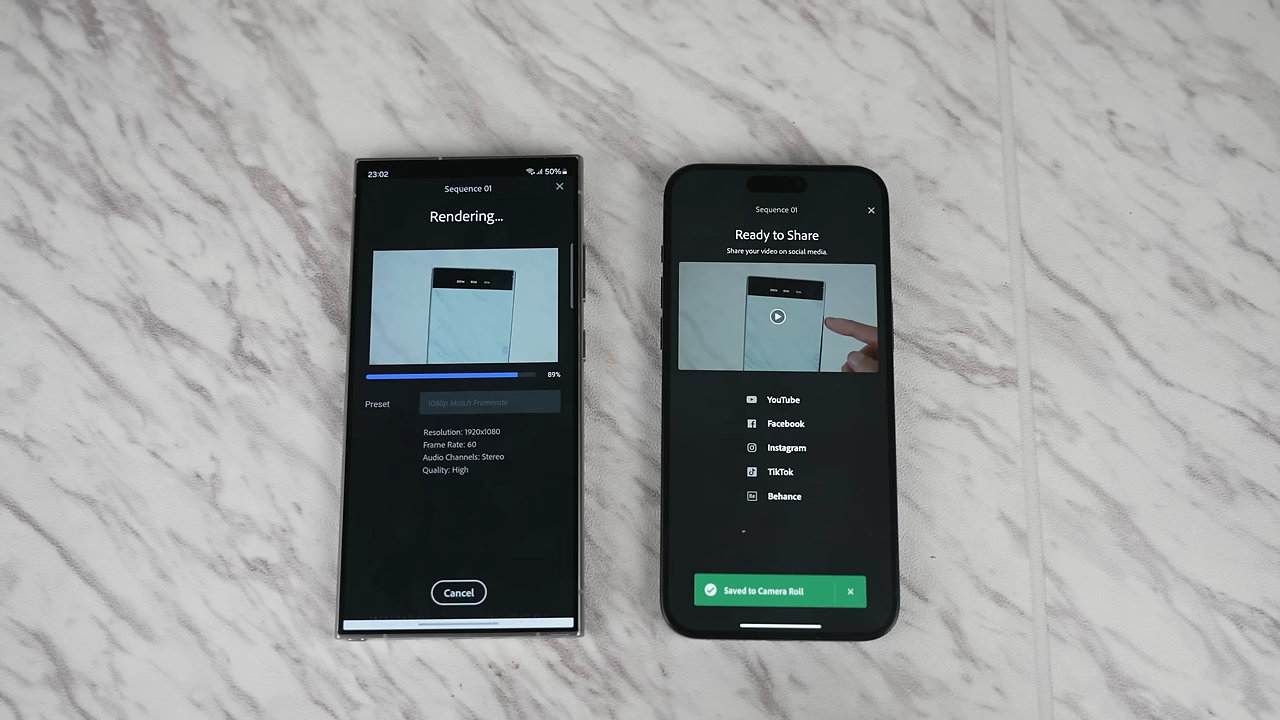 23:02
50%
Sequence 01
Rendering...
89%
Preset
1080p Match Framerate
Resolution: 1920x1080
Frame Rate: 60
Audio Channels: Stereo
Quality: High
Cancel
Sequence 01
Ready to Share
Share your video on social media.
YouTube
Facebook
Instagram
TikTok
Be
Behance
Saved to Camera Roll